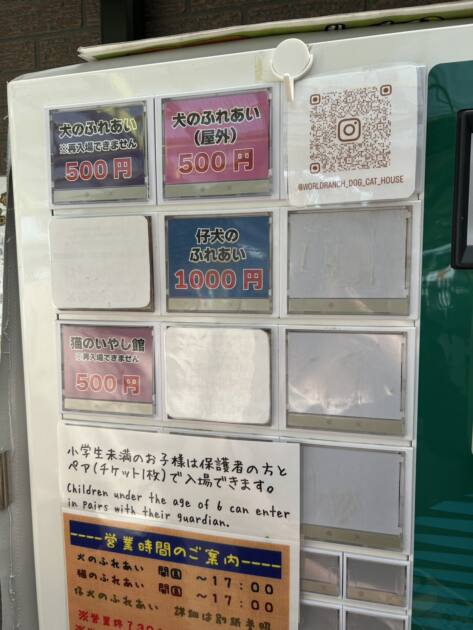 犬のふれあい
※再入場できません
500円
犬のふれあい
(屋外)
500円
@WORLDRANCH_DOG_CAT_HOUSE
仔犬の
ふれあい
1000円
猫のいやし館
※再入場できません
500円
小学生未満のお子様は保護者の方と
ペア(チケット1枚)で入場できます。
Children under the age of 6 can enter
in pairs with their guardian.
----営業時間のご案内----
犬のふれあい 開園 ～17:00
猫のふれあい 開園 ～17:00
仔犬のふれあい 詳細は別紙参照